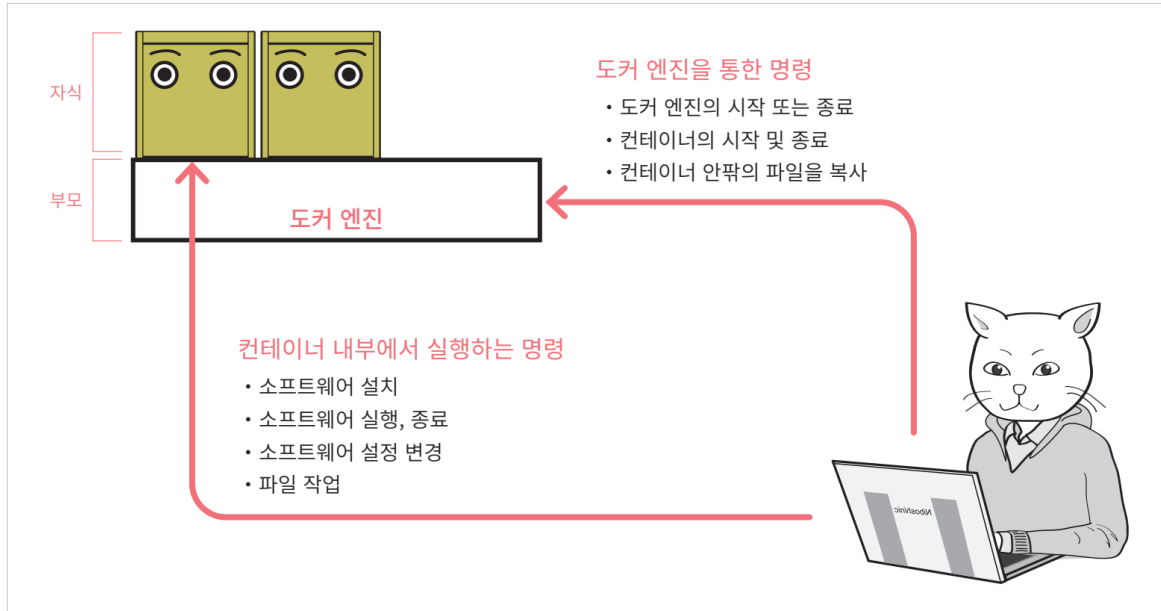 자식
부모
도커 엔진
도커 엔진을 통한 명령
• 도커 엔진의 시작 또는 종료
• 컨테이너의 시작 및 종료
• 컨테이너 안팎의 파일을 복사
컨테이너 내부에서 실행하는 명령
• 소프트웨어 설치
• 소프트웨어 실행, 종료
• 소프트웨어 설정 변경
• 파일 작업
Niboshinic